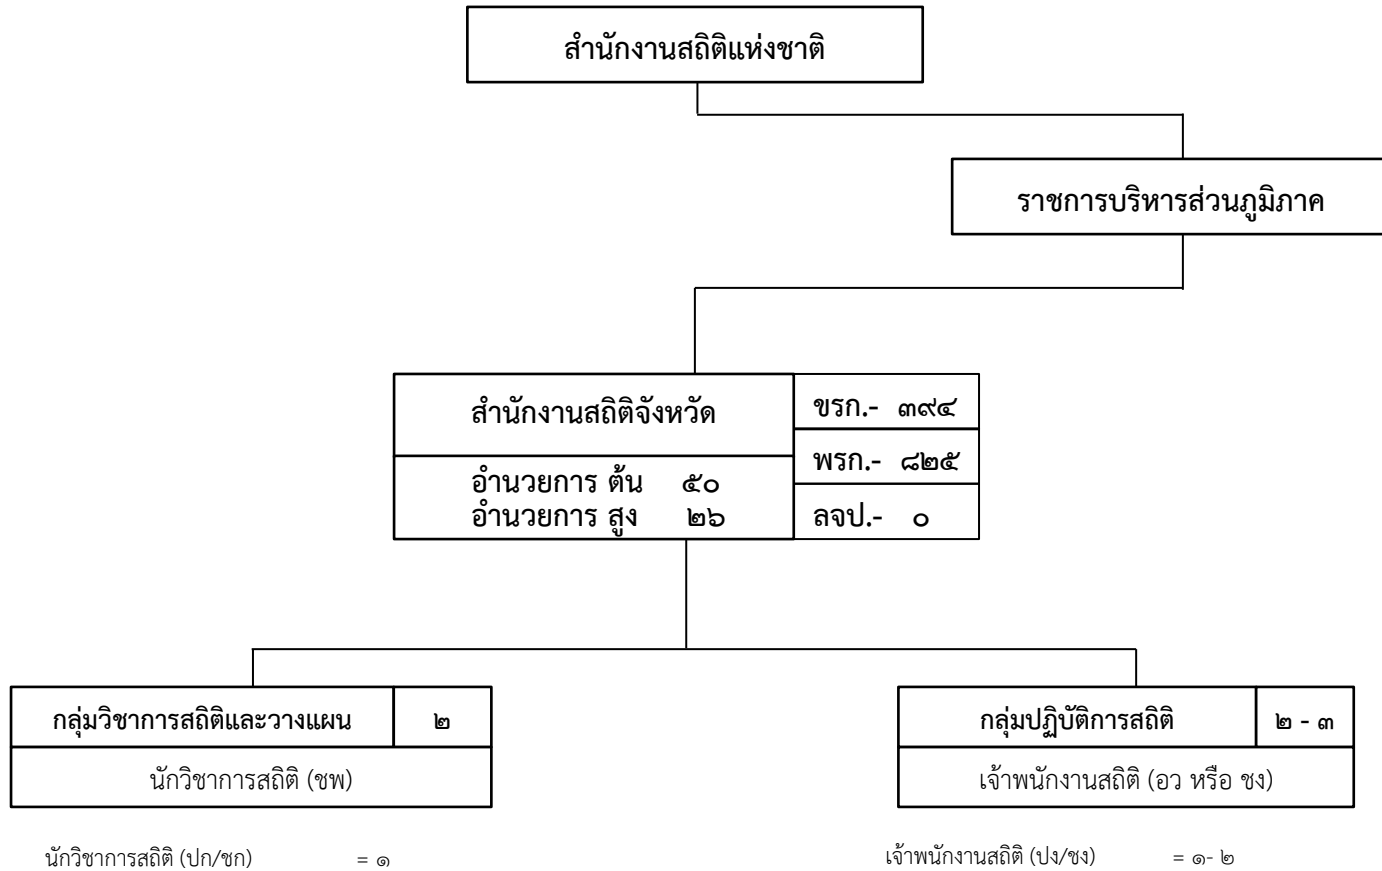 สำนักงานสถิติแห่งชาติ
ราชการบริหารส่วนภูมิภาค
สำนักงานสถิติจังหวัด
ขรก.- ๓๙๔
พรก.- ๘๒๕
อำนวยการ ต้น ๕๐
อำนวยการ สูง ๒๖
ลจป.- ๐
กลุ่มวิชาการสถิติและวางแผน ๒
นักวิชาการสถิติ (ชพ)
นักวิชาการสถิติ (ปก/ชก) = ๑
กลุ่มปฏิบัติการสถิติ ๒ - ๓
เจ้าพนักงานสถิติ (อว หรือ ชง)
เจ้าพนักงานสถิติ (ปง/ชง) = ๑- ๒